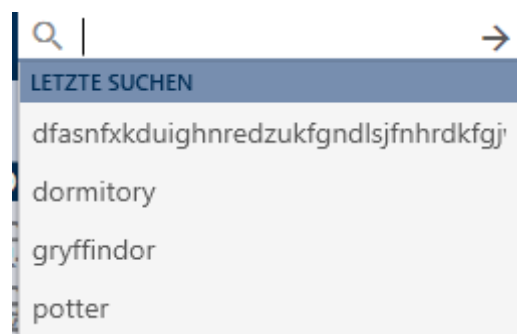 LETZTE SUCHEN
dfasnfxkduighnredzukfgndlsjfnhrdkfgj
dormitory
gryffindor
potter